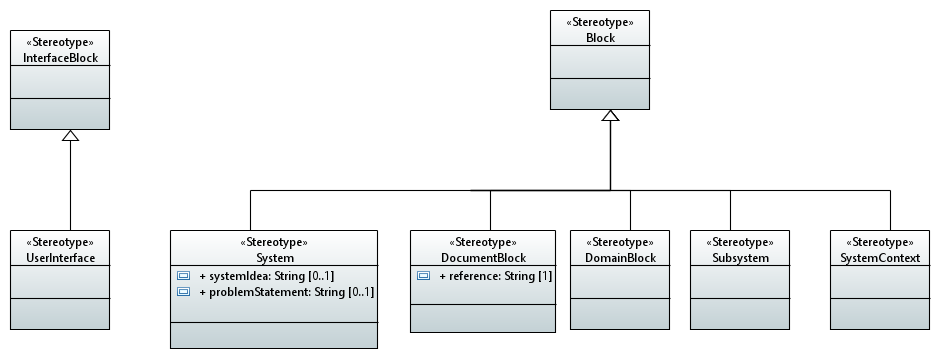 «Stereotype»
InterfaceBlock
«Stereotype»
Block
«Stereotype»
UserInterface
«Stereotype»
System
+ systemIdea: String [0..1]
+ problemStatement: String [0..1]
«Stereotype»
DocumentBlock
+ reference: String [1]
«Stereotype»
DomainBlock
«Stereotype»
Subsystem
«Stereotype»
SystemContext